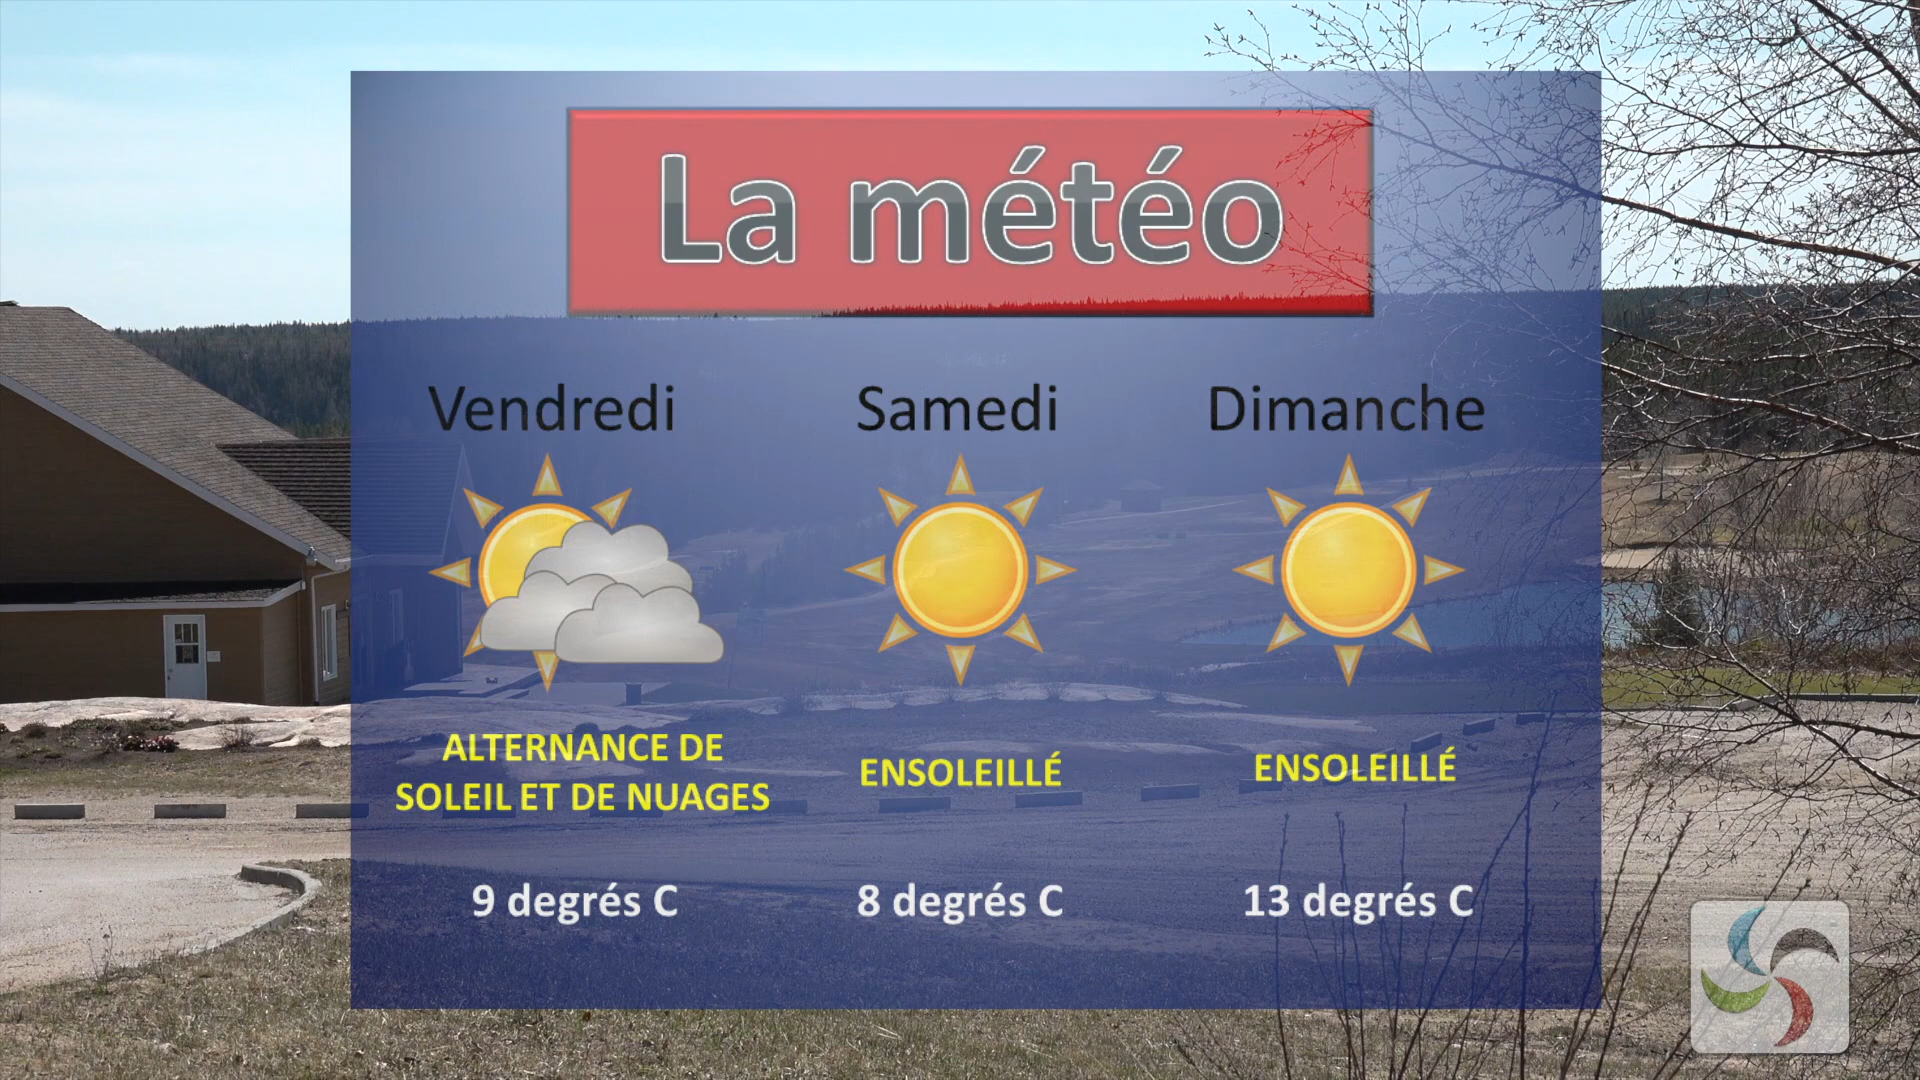 La météo
Vendredi
Samedi
Dimanche
ALTERNANCE DE
SOLEIL ET DE NUAGES
ENSOLEILLÉ
ENSOLEILLÉ
9 degrés C
8 degrés C
13 degrés C